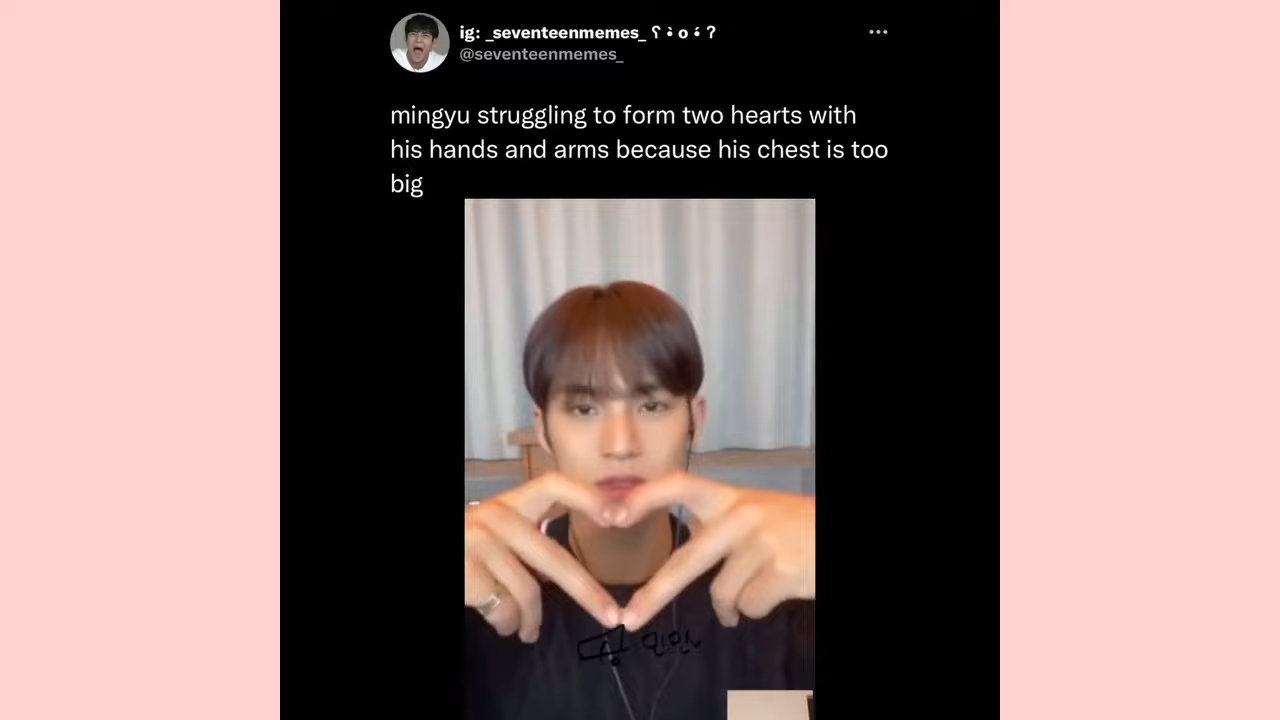 ig: _seventeenmemes_ ʕ•̀o•́ʔ
@seventeenmemes_
mingyu struggling to form two hearts with
his hands and arms because his chest is too
big